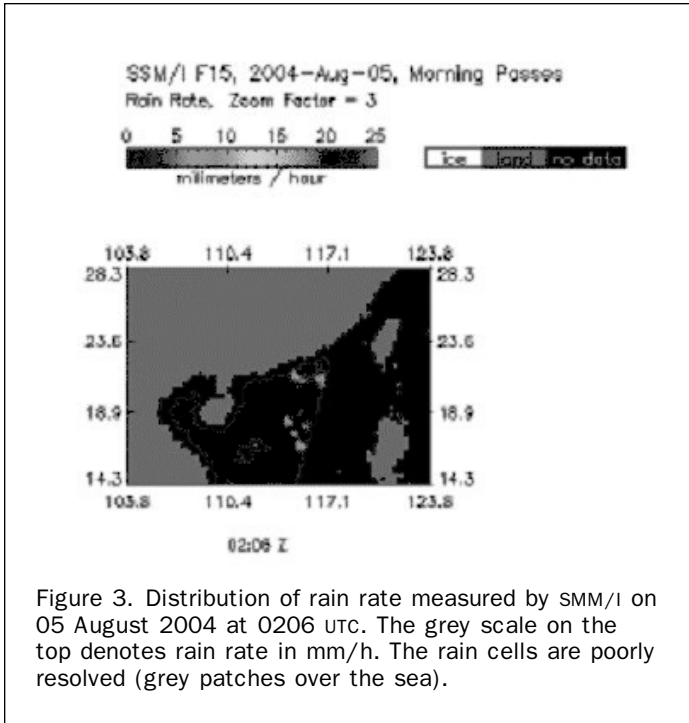 SSM/I F15, 2004-Aug-05, Morning Passes
Rain Rate, Zoom Factor = 3
0 5 10 15 20 25
millimeters / hour
ice land no data
103.8 110.4 117.1 123.8
28.3 28.3
23.6 23.6
18.9 18.9
14.3 14.3
103.8 110.4 117.1 123.8
02:06 Z
Figure 3. Distribution of rain rate measured by SMM/I on
05 August 2004 at 0206 UTC. The grey scale on the
top denotes rain rate in mm/h. The rain cells are poorly
resolved (grey patches over the sea).